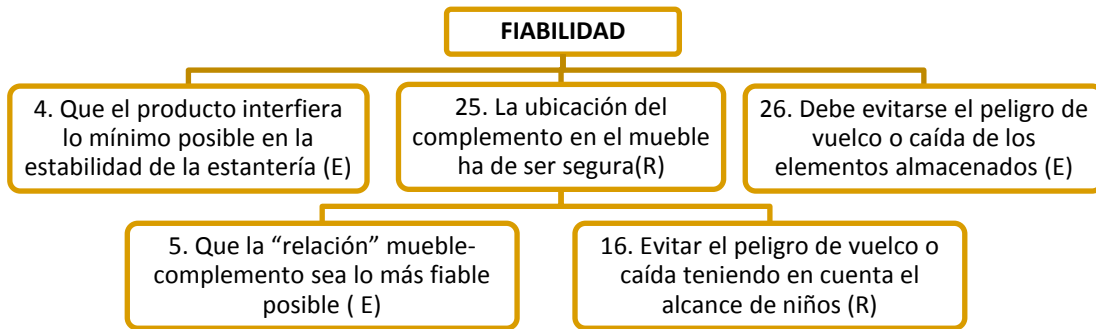 FIABILIDAD
4. Que el producto interfiera
lo mínimo posible en la
estabilidad de la estantería (E)
25. La ubicación del
complemento en el mueble
ha de ser segura(R)
26. Debe evitarse el peligro de
vuelco o caída de los
elementos almacenados (E)
5. Que la “relación” mueble-
complemento sea lo más fiable
posible ( E)
16. Evitar el peligro de vuelco o
caída teniendo en cuenta el
alcance de niños (R)